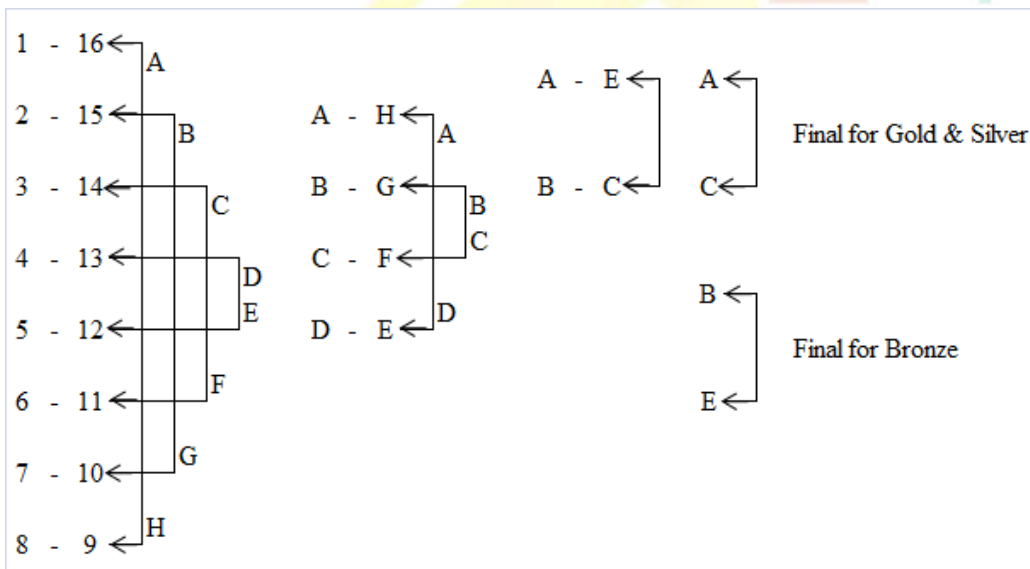 1 - 16
A
2 - 15
B
3 - 14
C
4 - 13
D
5 - 12
E
6 - 11
F
7 - 10
G
8 - 9
H
A - H
A
B - G
B
C - F
C
D - E
D
A - E
B - C
A
C
Final for Gold & Silver
B
E
Final for Bronze